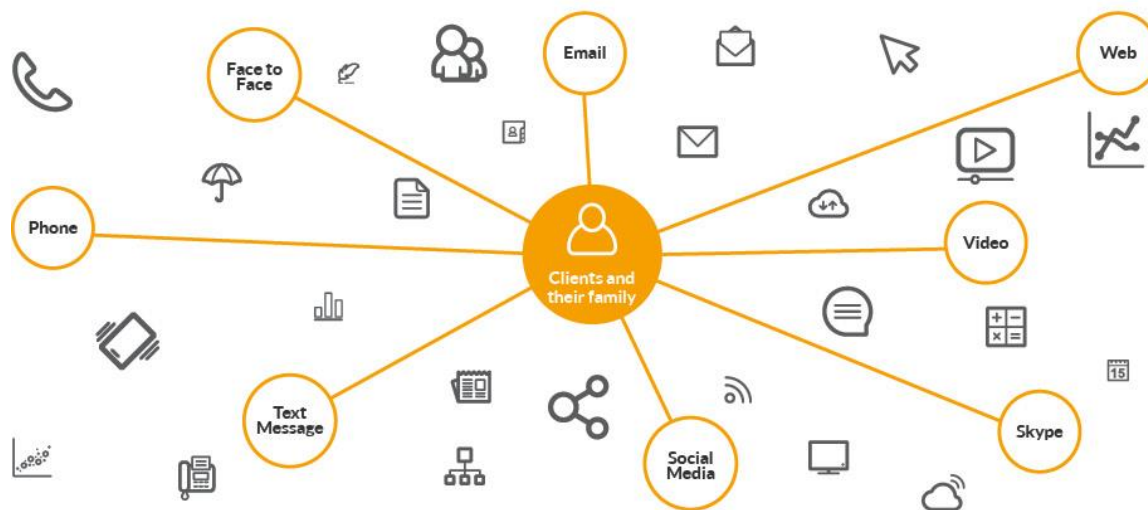 Face to
Face
Email
Web
Phone
Clients and
their family
Video
Text
Message
Social
Media
Skype
15